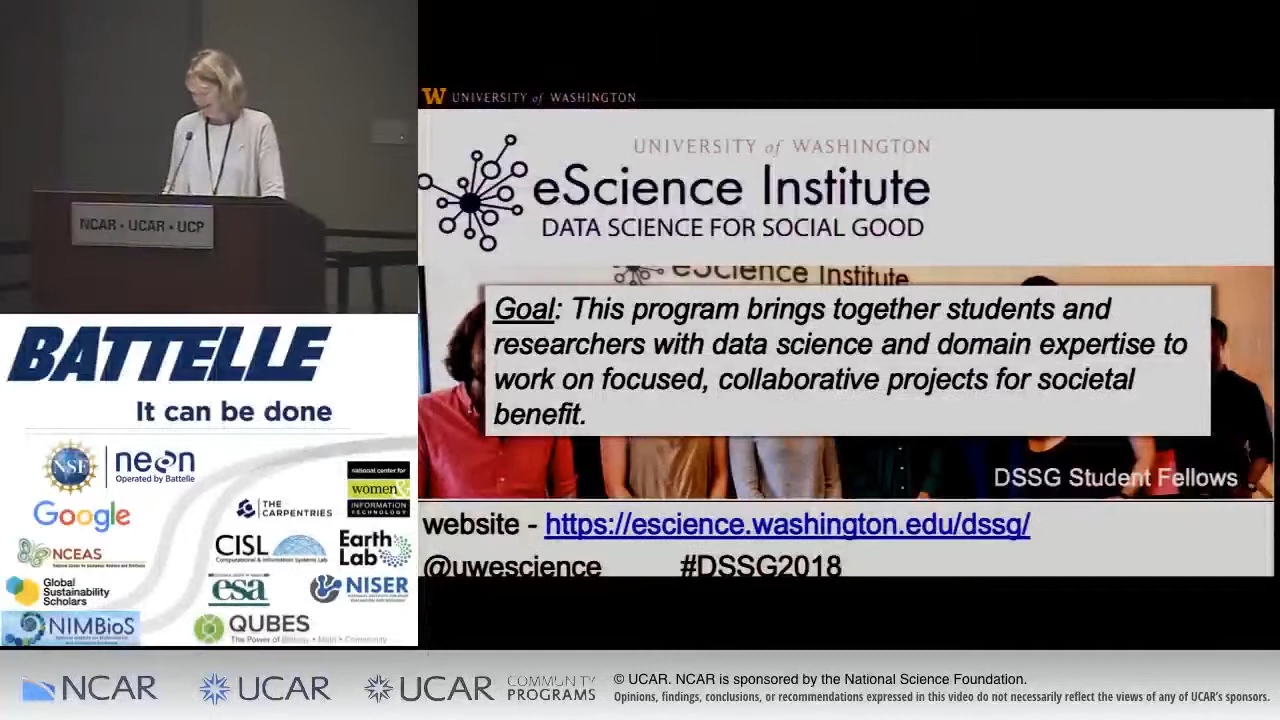 NCAR • UCAR • UCP
UNIVERSITY of WASHINGTON
UNIVERSITY of WASHINGTON
eScience Institute
DATA SCIENCE FOR SOCIAL GOOD
eScience Institute
Goal: This program brings together students and
researchers with data science and domain expertise to
work on focused, collaborative projects for societal
benefit.
DSSG Student Fellows
website - https://escience.washington.edu/dssg/
@uwescience #DSSG2018
BATTELLE
It can be done
NSF
neon
Operated by Battelle
national center for
women&
INFORMATION
TECHNOLOGY
Google
THE
CARPENTRIES
NCEAS
CISL
Computational & Information Systems Lab
Earth
Lab
Global
Sustainability
Scholars
esa
NISER
NIMBioS
QUBES
The Power of Biology • Math • Community
NCAR
UCAR
UCAR
COMMUNITY
PROGRAMS
© UCAR. NCAR is sponsored by the National Science Foundation.
Opinions, findings, conclusions, or recommendations expressed in this video do not necessarily reflect the views of any of UCAR's sponsors.